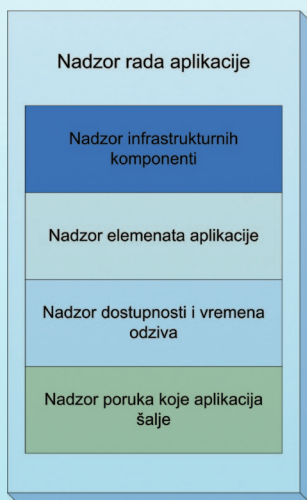 Nadzor rada aplikacije
Nadzor infrastrukturnih
komponenti
Nadzor elemenata aplikacije
Nadzor dostupnosti i vremena
odziva
Nadzor poruka koje aplikacija
šalje